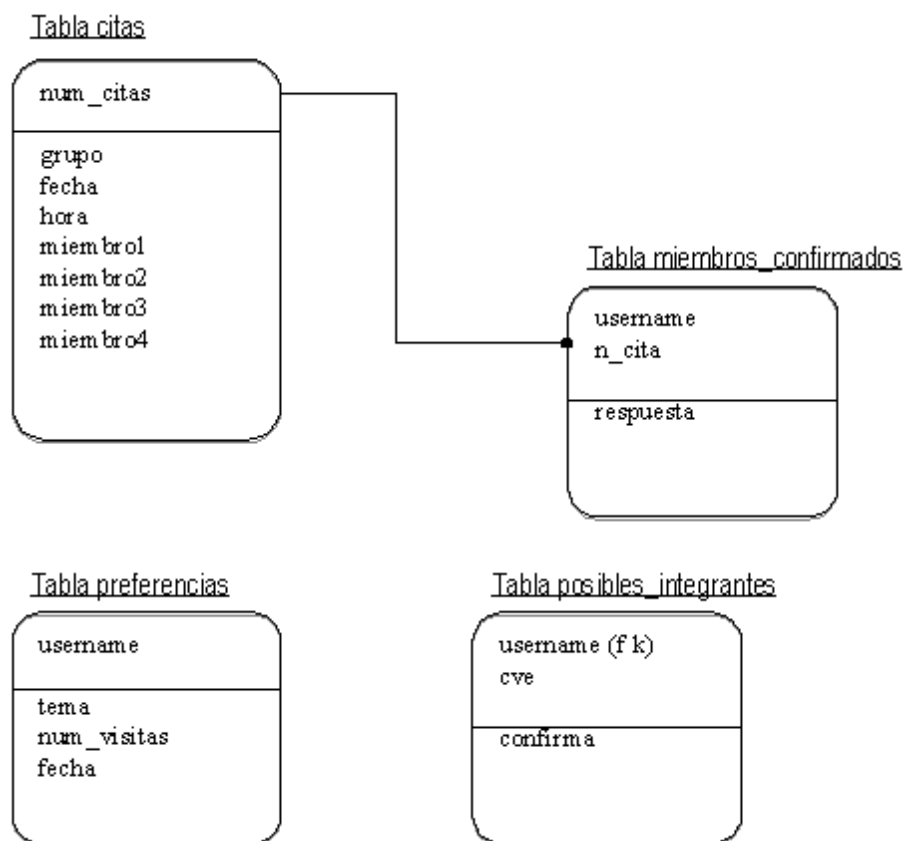 Tabla citas
num_citas
grupo
fecha
hora
miembro1
miembro2
miembro3
miembro4
Tabla miembros_confirmados
username
n_cita
respuesta
Tabla preferencias
username
tema
num_visitas
fecha
Tabla posibles_integrantes
username (f k)
cve
confirma